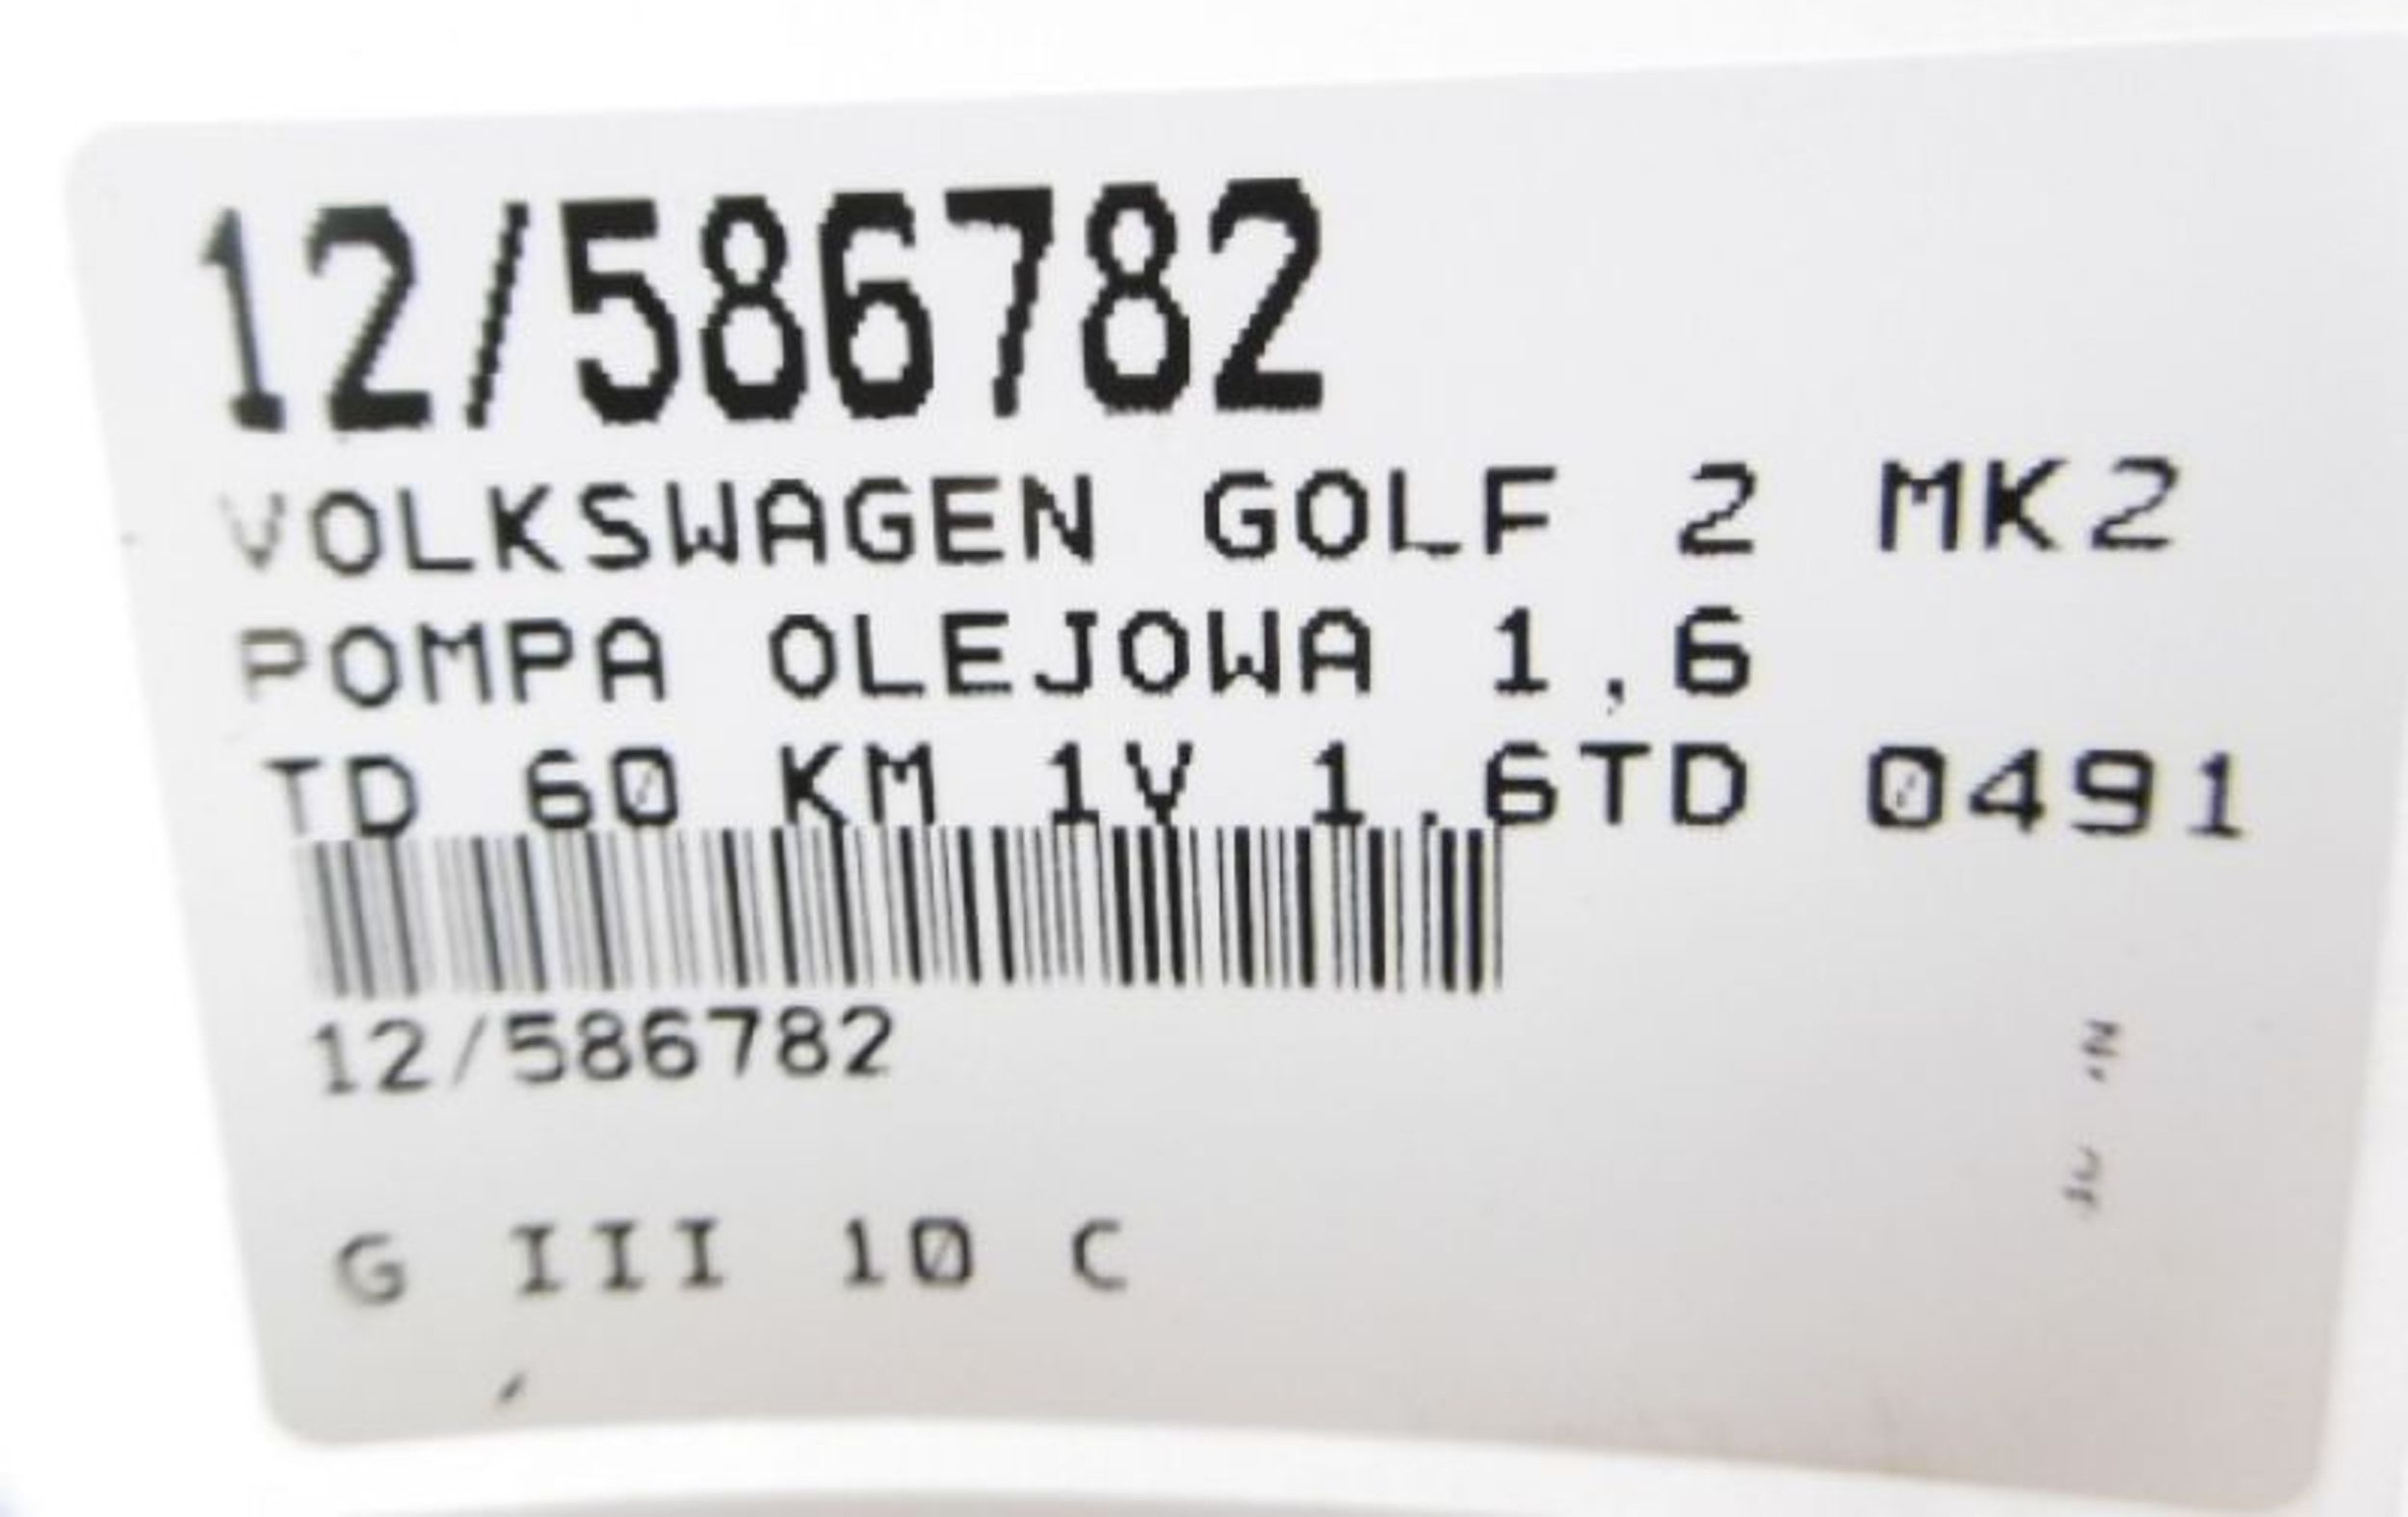 12/586782
VOLKSWAGEN GOLF 2 MK2
POMPA OLEJOWA 1,6
TD 60 KM 1V 1.6TD 0491
12/586782
G III 10 C